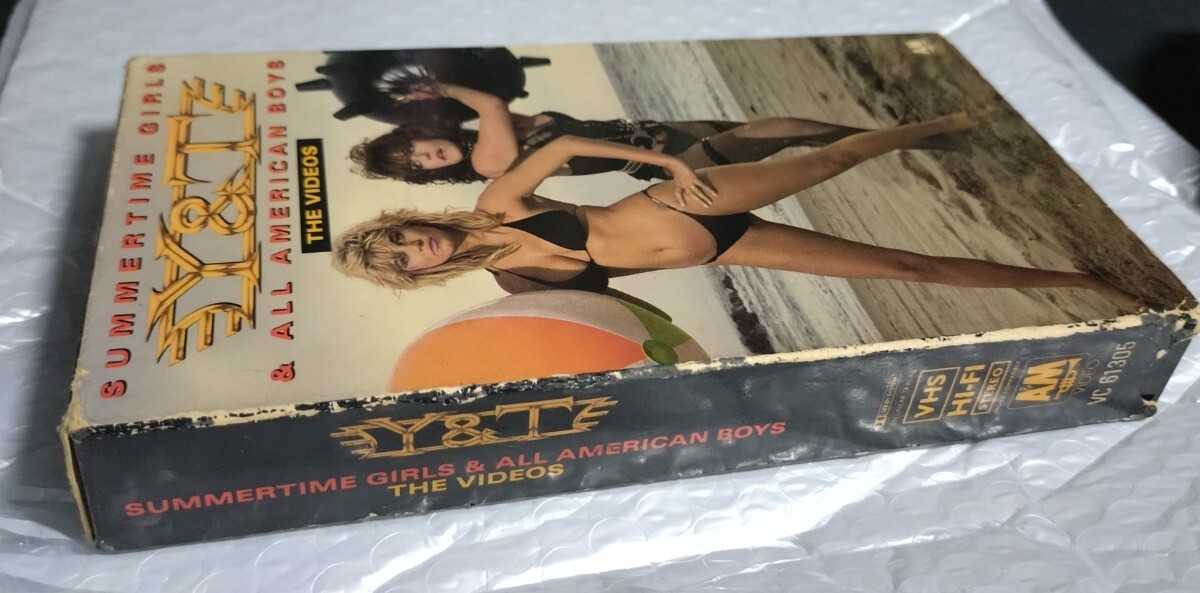 SUMMERTIME GIRLS
Y&T
& ALL AMERICAN BOYS
THE VIDEOS
Y&T
SUMMERTIME GIRLS & ALL AMERICAN BOYS
THE VIDEOS
VHS
HI-FI
STEREO
A&M
VIDEO
VC 61305